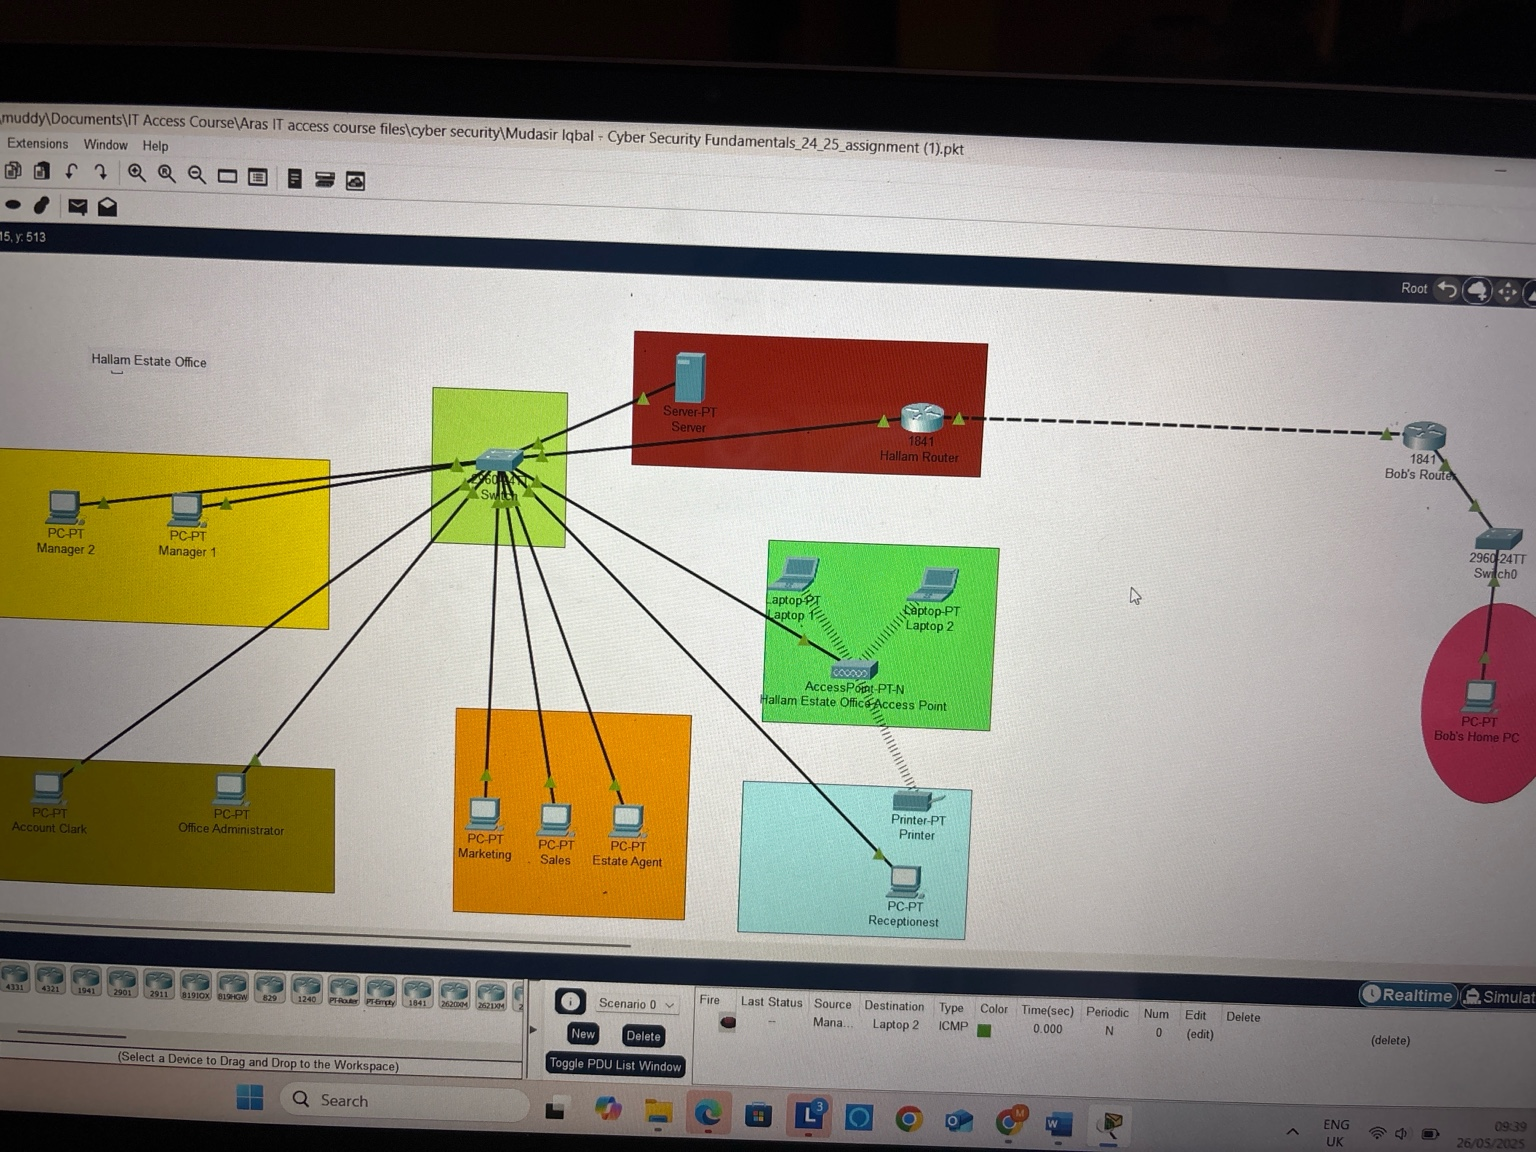 \muddy\Documents\IT Access Course\Aras IT access course files\cyber security\Mudasir Iqbal - Cyber Security Fundamentals_24_25_assignment (1).pkt
Extensions Window Help
15, y: 513
Root
Hallam Estate Office
Server-PT
Server
1841
Hallam Router
1841
Bob's Router
2960-24TT
Switch
PC-PT
Manager 2
PC-PT
Manager 1
2960-24TT
Switch0
Laptop-PT
Laptop 1
Laptop-PT
Laptop 2
AccessPoint-PT-N
Hallam Estate Office Access Point
PC-PT
Bob's Home PC
PC-PT
Account Clark
PC-PT
Office Administrator
PC-PT
Marketing
PC-PT
Sales
PC-PT
Estate Agent
Printer-PT
Printer
PC-PT
Receptionest
4331 4321 1941 2901 2911 819IOX 819HGW 829 1240 PT-Router PT-Empty 1841 2620XM 2621XM
(Select a Device to Drag and Drop to the Workspace)
Scenario 0
New Delete
Toggle PDU List Window
Fire Last Status Source Destination Type Color Time(sec) Periodic Num Edit Delete
-- Mana... Laptop 2 ICMP 0.000 N 0 (edit) (delete)
Realtime Simulat
Search
L 3
M
W
ENG
UK
09:39
26/05/2025